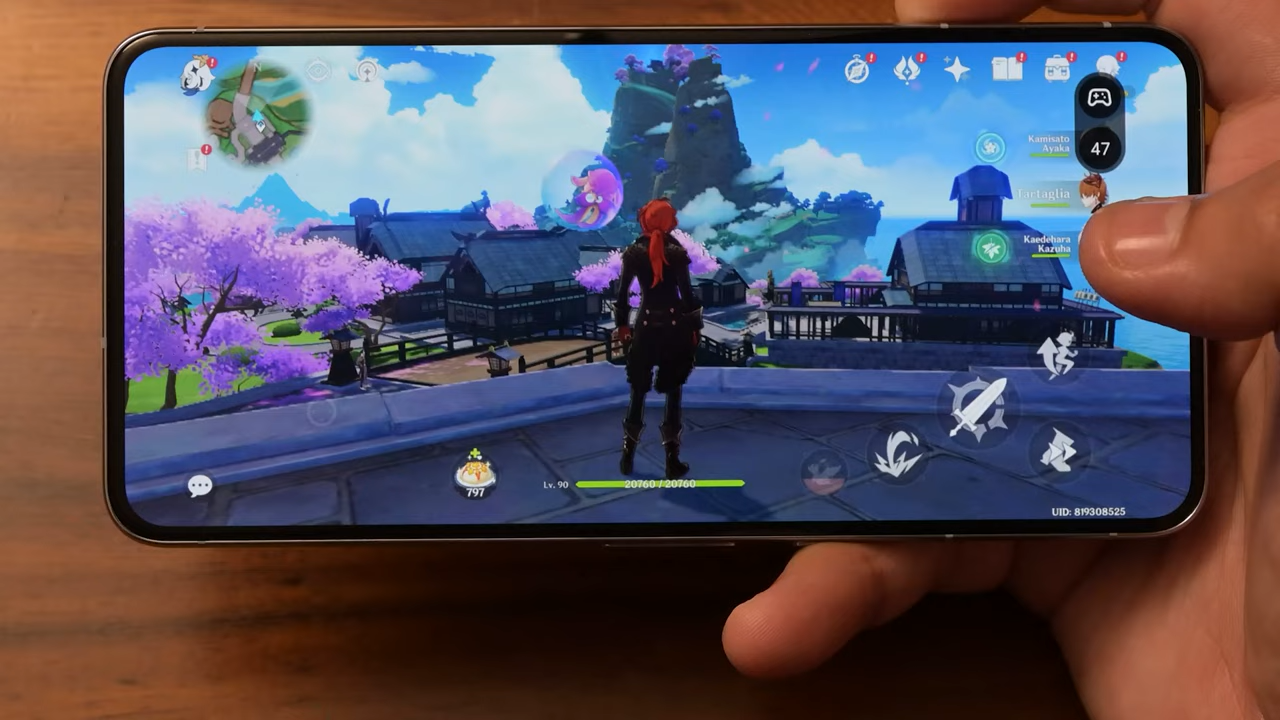 N
Kamisato
Ayaka
47
Tartaglia
Kaedehara
Kazuha
797
Lv. 90
20760 / 20760
UID: 819308525